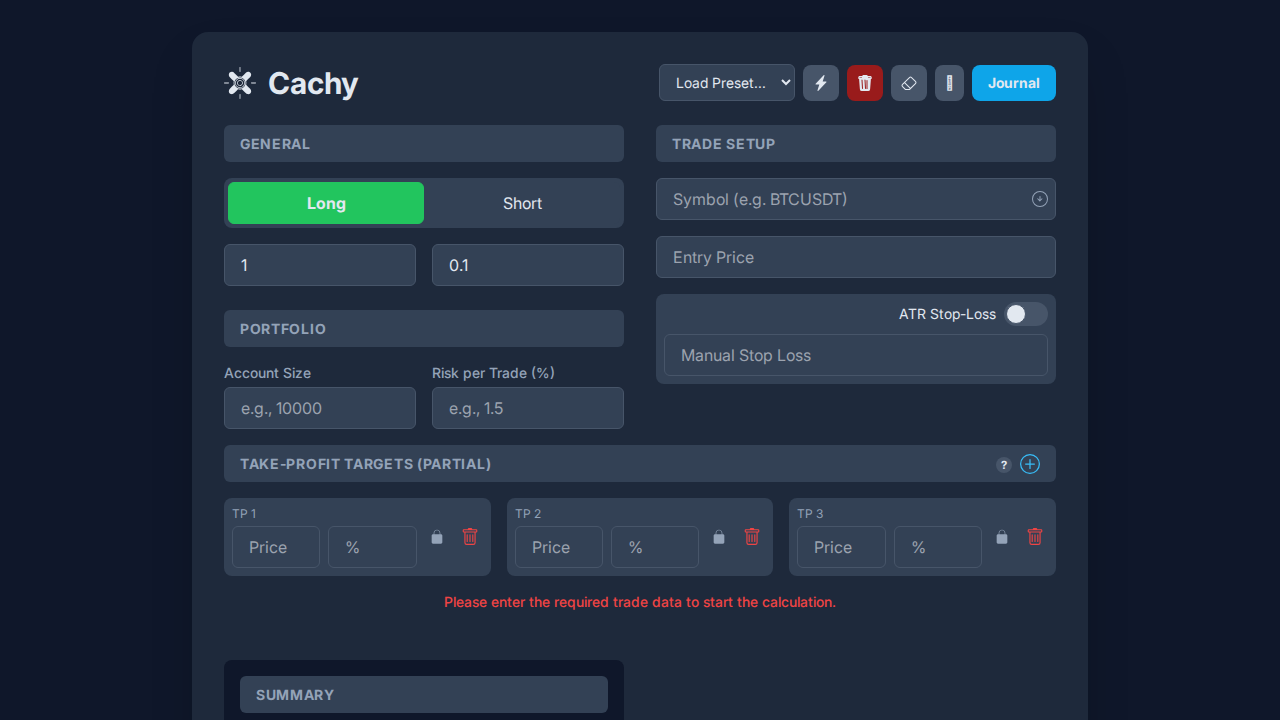 Cachy
Load Preset...
Journal
GENERAL
Long
Short
1
0.1
PORTFOLIO
Account Size
Risk per Trade (%)
e.g., 10000
e.g., 1.5
TRADE SETUP
Symbol (e.g. BTCUSDT)
Entry Price
ATR Stop-Loss
Manual Stop Loss
TAKE-PROFIT TARGETS (PARTIAL)
?
TP 1
Price
%
TP 2
Price
%
TP 3
Price
%
Please enter the required trade data to start the calculation.
SUMMARY